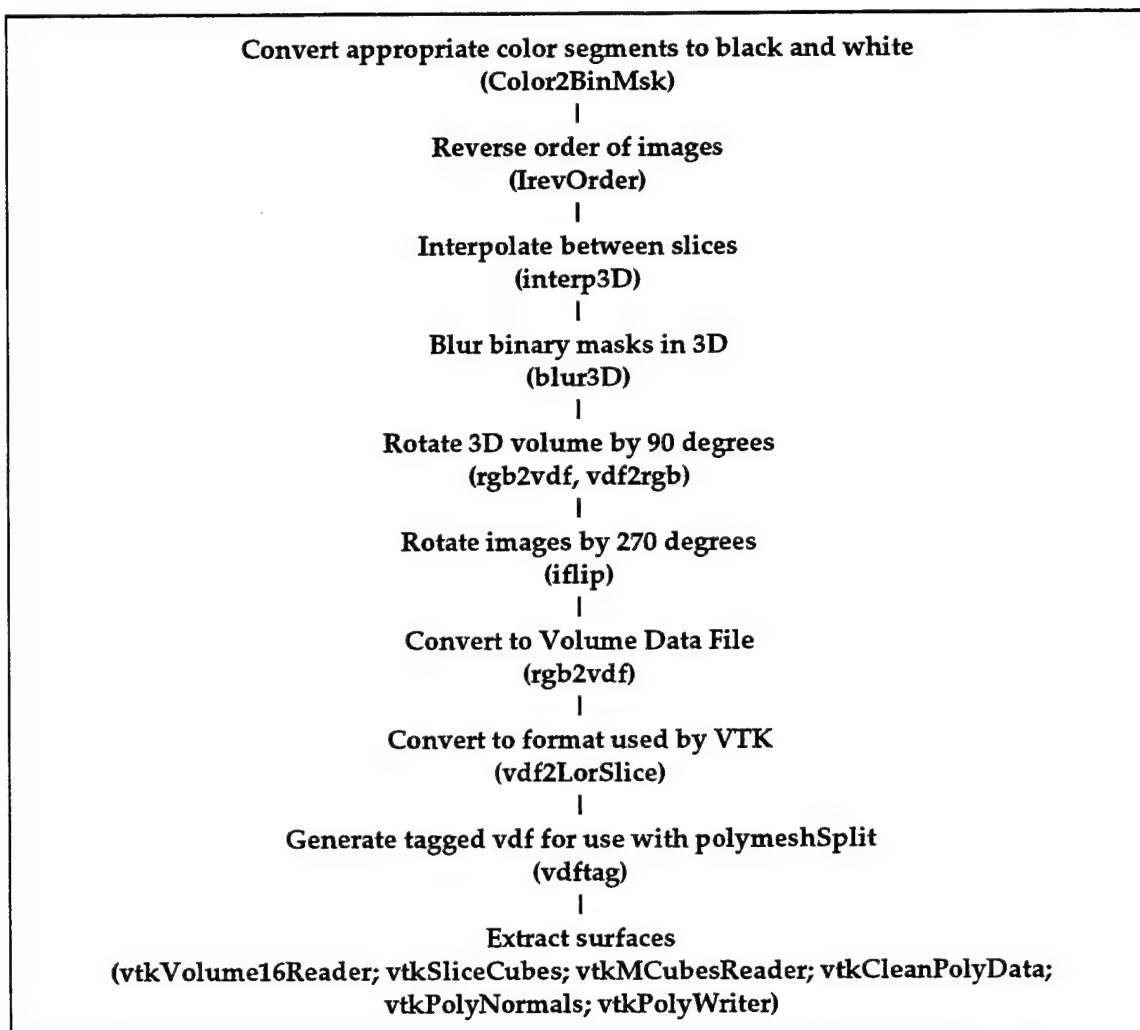 Convert appropriate color segments to black and white
(Color2BinMsk)
|
Reverse order of images
(IrevOrder)
|
Interpolate between slices
(interp3D)
|
Blur binary masks in 3D
(blur3D)
|
Rotate 3D volume by 90 degrees
(rgb2vdf, vdf2rgb)
|
Rotate images by 270 degrees
(iflip)
|
Convert to Volume Data File
(rgb2vdf)
|
Convert to format used by VTK
(vdf2LorSlice)
|
Generate tagged vdf for use with polymeshSplit
(vdftag)
|
Extract surfaces
(vtkVolume16Reader; vtkSliceCubes; vtkMCubesReader; vtkCleanPolyData;
vtkPolyNormals; vtkPolyWriter)